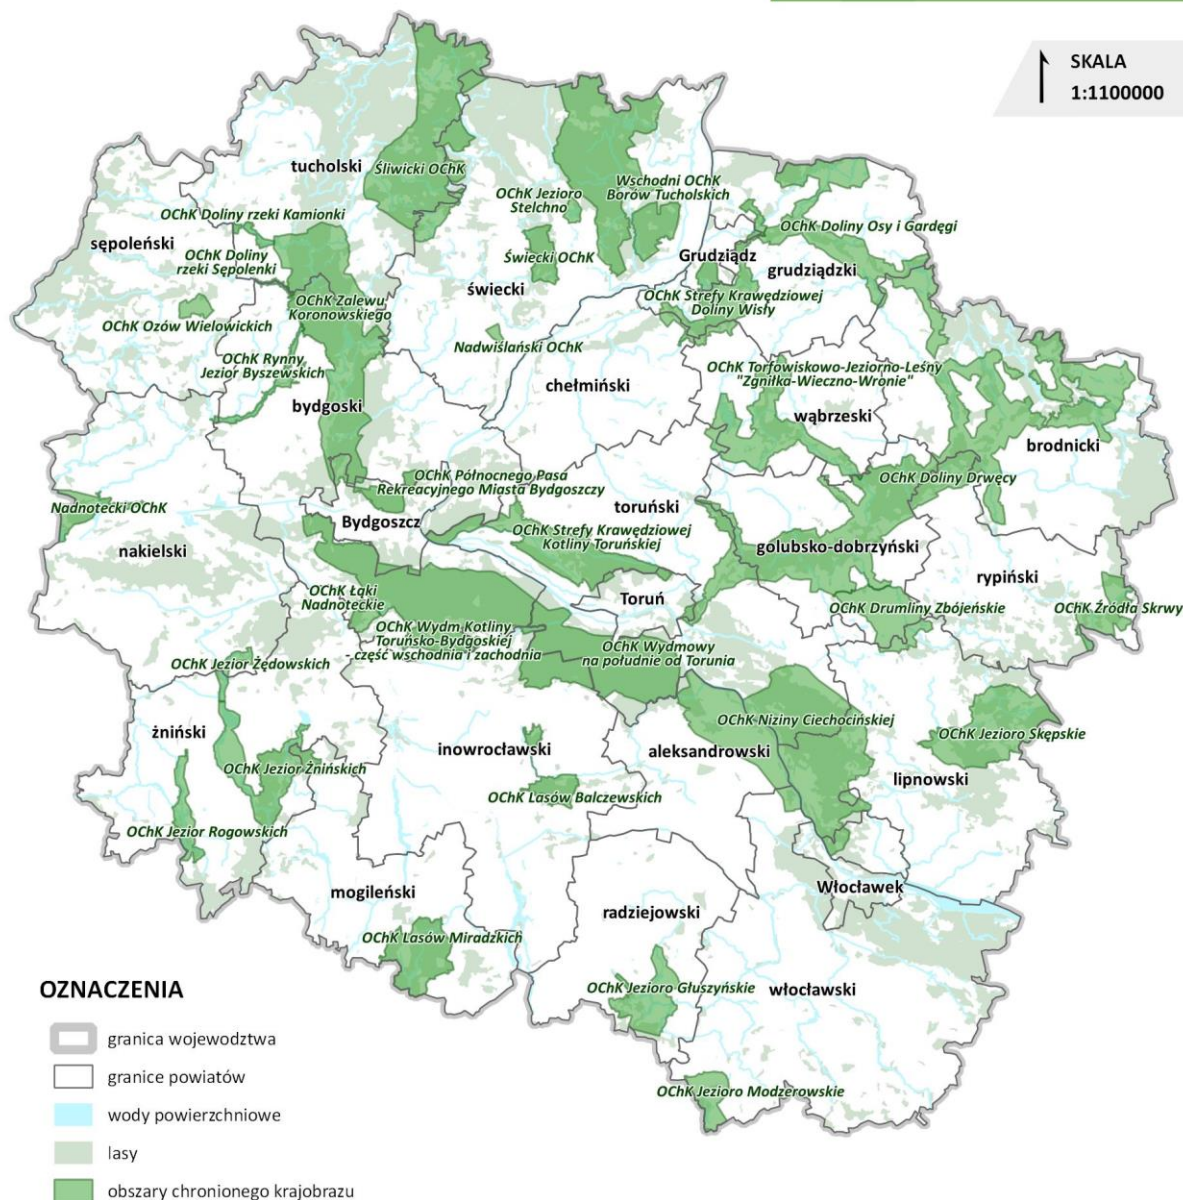 SKALA
1:1100000
tucholski
Śliwicki OChK
OChK Jezioro
Stelchno
Wschodni OChK
Borów Tucholskich
OChK Doliny rzeki Kamionki
sępoleński
OChK Doliny
rzeki Sępolenki
Świecki OChK
świecki
Grudziądz
OChK Doliny Osy i Gardęgi
grudziądzki
OChK Ozów Wielowickich
OChK Zalewu
Koronowskiego
OChK Strefy Krawędziowej
Doliny Wisły
Nadwiślański OChK
OChK Rynny
Jezior Byszewskich
bydgoski
chełmiński
OChK Torfowiskowo-Jeziorno-Leśny
"Zgniłka-Wieczno-Wronie"
wąbrzeski
brodnicki
OChK Północnego Pasa
Rekreacyjnego Miasta Bydgoszczy
OChK Doliny Drwęcy
Nadnotecki OChK
nakielski
Bydgoszcz
toruński
OChK Strefy Krawędziowej
Kotliny Toruńskiej
golubsko-dobrzyński
rypiński
OChK Łąki
Nadnoteckie
Toruń
OChK Drumliny Zbójeńskie
OChK Źródła Skrwy
OChK Wydm Kotliny
Toruńsko-Bydgoskiej
- część wschodnia i zachodnia
OChK Wydmowy
na południe od Torunia
OChK Jezior Żędowskich
żniński
OChK Jezior Żnińskich
inowrocławski
aleksandrowski
OChK Niziny Ciechocińskiej
OChK Jezioro Skępskie
lipnowski
OChK Lasów Balczewskich
OChK Jezior Rogowskich
mogileński
Włocławek
radziejowski
OChK Lasów Miradzkich
OChK Jezioro Głuszyńskie
włocławski
OChK Jezioro Modzerowskie
OZNACZENIA
granica wojewodztwa
granice powiatów
wody powierzchniowe
lasy
obszary chronionego krajobrazu